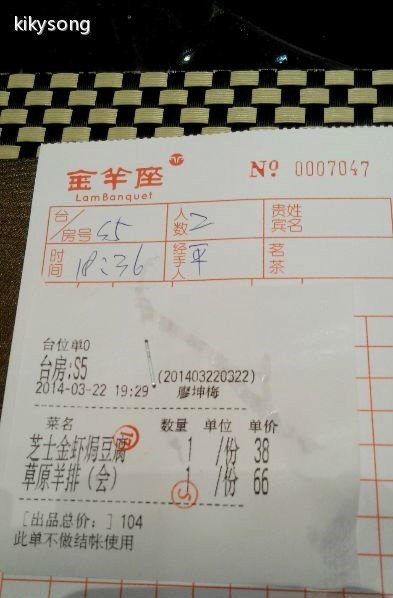 kikysong
金羊座
LamBanquet
No 0007047
台/房号 S5 人数 2 贵宾姓名
时间 18:36 经手人 平 茗茶
台位单0
台房:S5
(201403220322)
2014-03-22 19:29 廖坤梅
菜名 数量 单位 单价
芝士金虾焗豆腐 1 /份 38
草原羊排（会） 1 /份 66
[出品总价：] 104
此单不做结帐使用